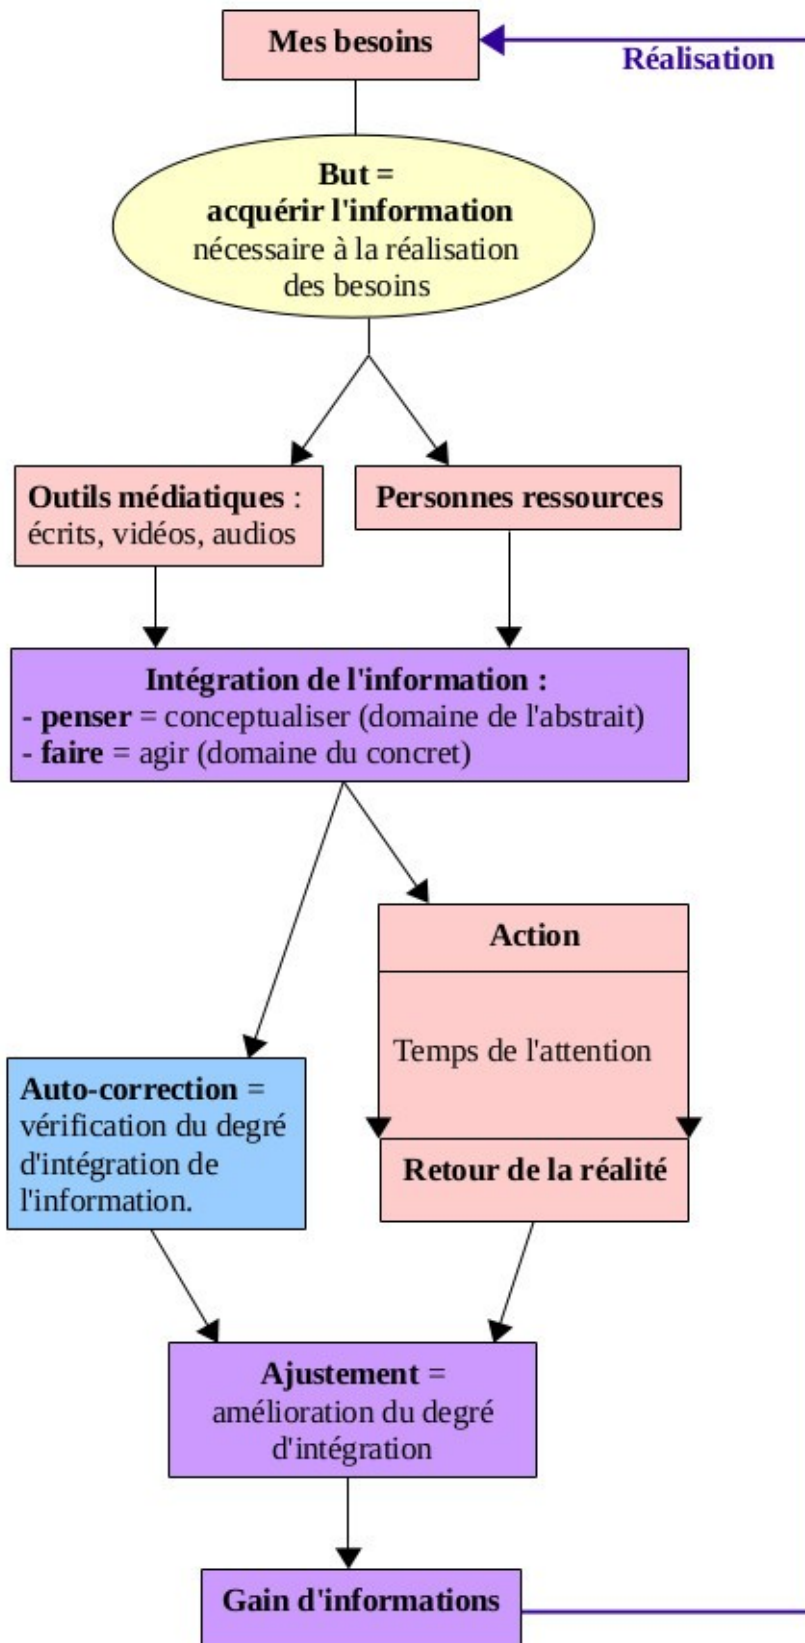 Mes besoins
Réalisation
But =
acquérir l'information
nécessaire à la réalisation
des besoins
Outils médiatiques :
écrits, vidéos, audios
Personnes ressources
Intégration de l'information :
- penser = conceptualiser (domaine de l'abstrait)
- faire = agir (domaine du concret)
Action
Temps de l'attention
Auto-correction =
vérification du degré
d'intégration de
l'information.
Retour de la réalité
Ajustement =
amélioration du degré
d'intégration
Gain d'informations